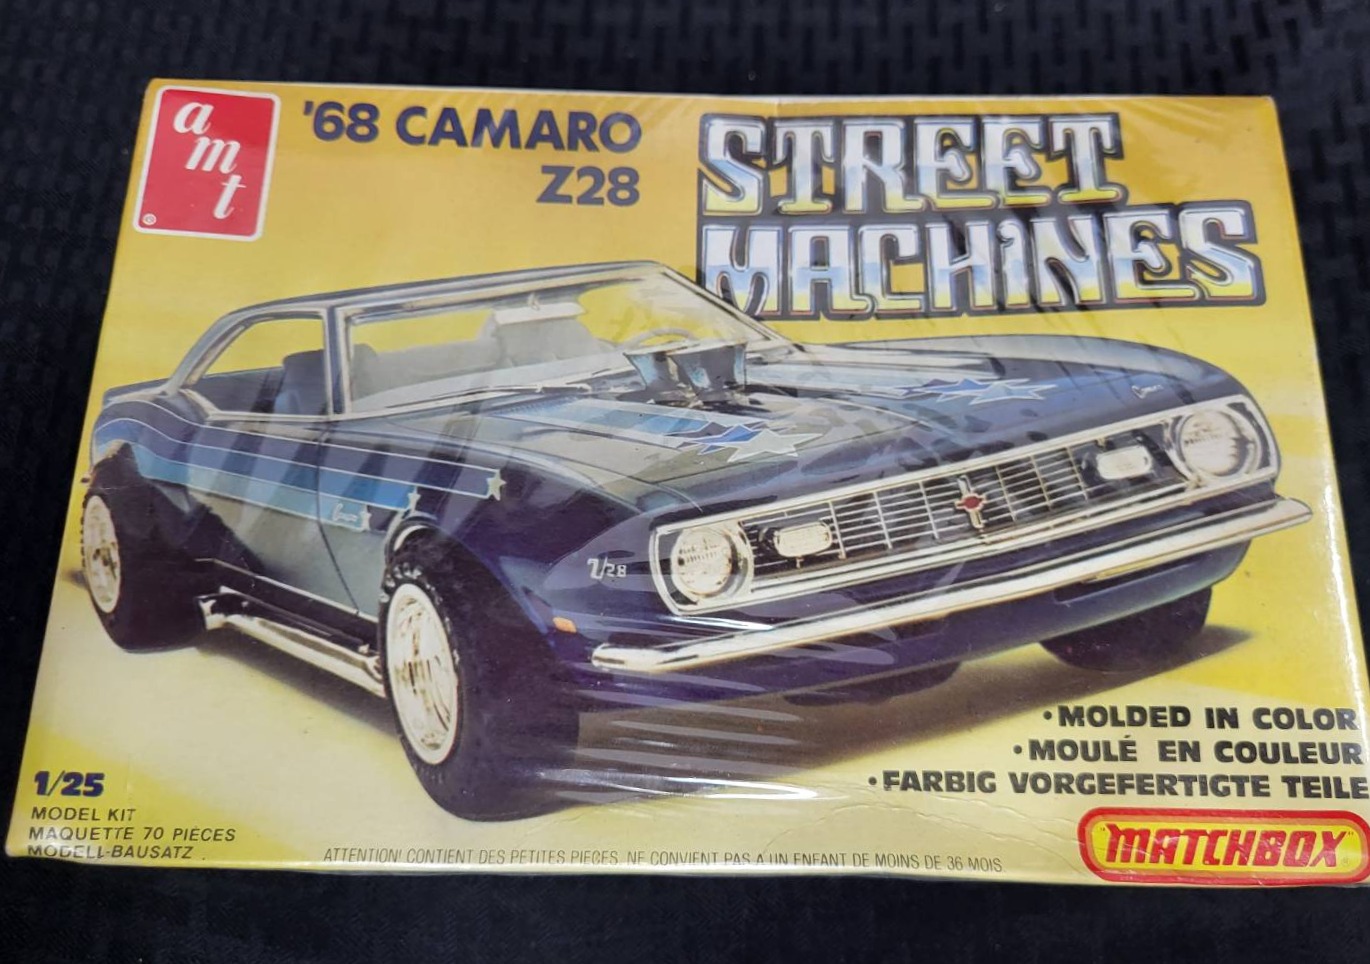 amt
'68 CAMARO
Z28
STREET
MACHINES
Z/28
1/25
MODEL KIT
MAQUETTE 70 PIÈCES
MODELL-BAUSATZ
ATTENTION! CONTIENT DES PETITES PIECES. NE CONVIENT PAS A UN ENFANT DE MOINS DE 36 MOIS.
•MOLDED IN COLOR
•MOULÉ EN COULEUR
•FARBIG VORGEFERTIGTE TEILE
"MATCHBOX"